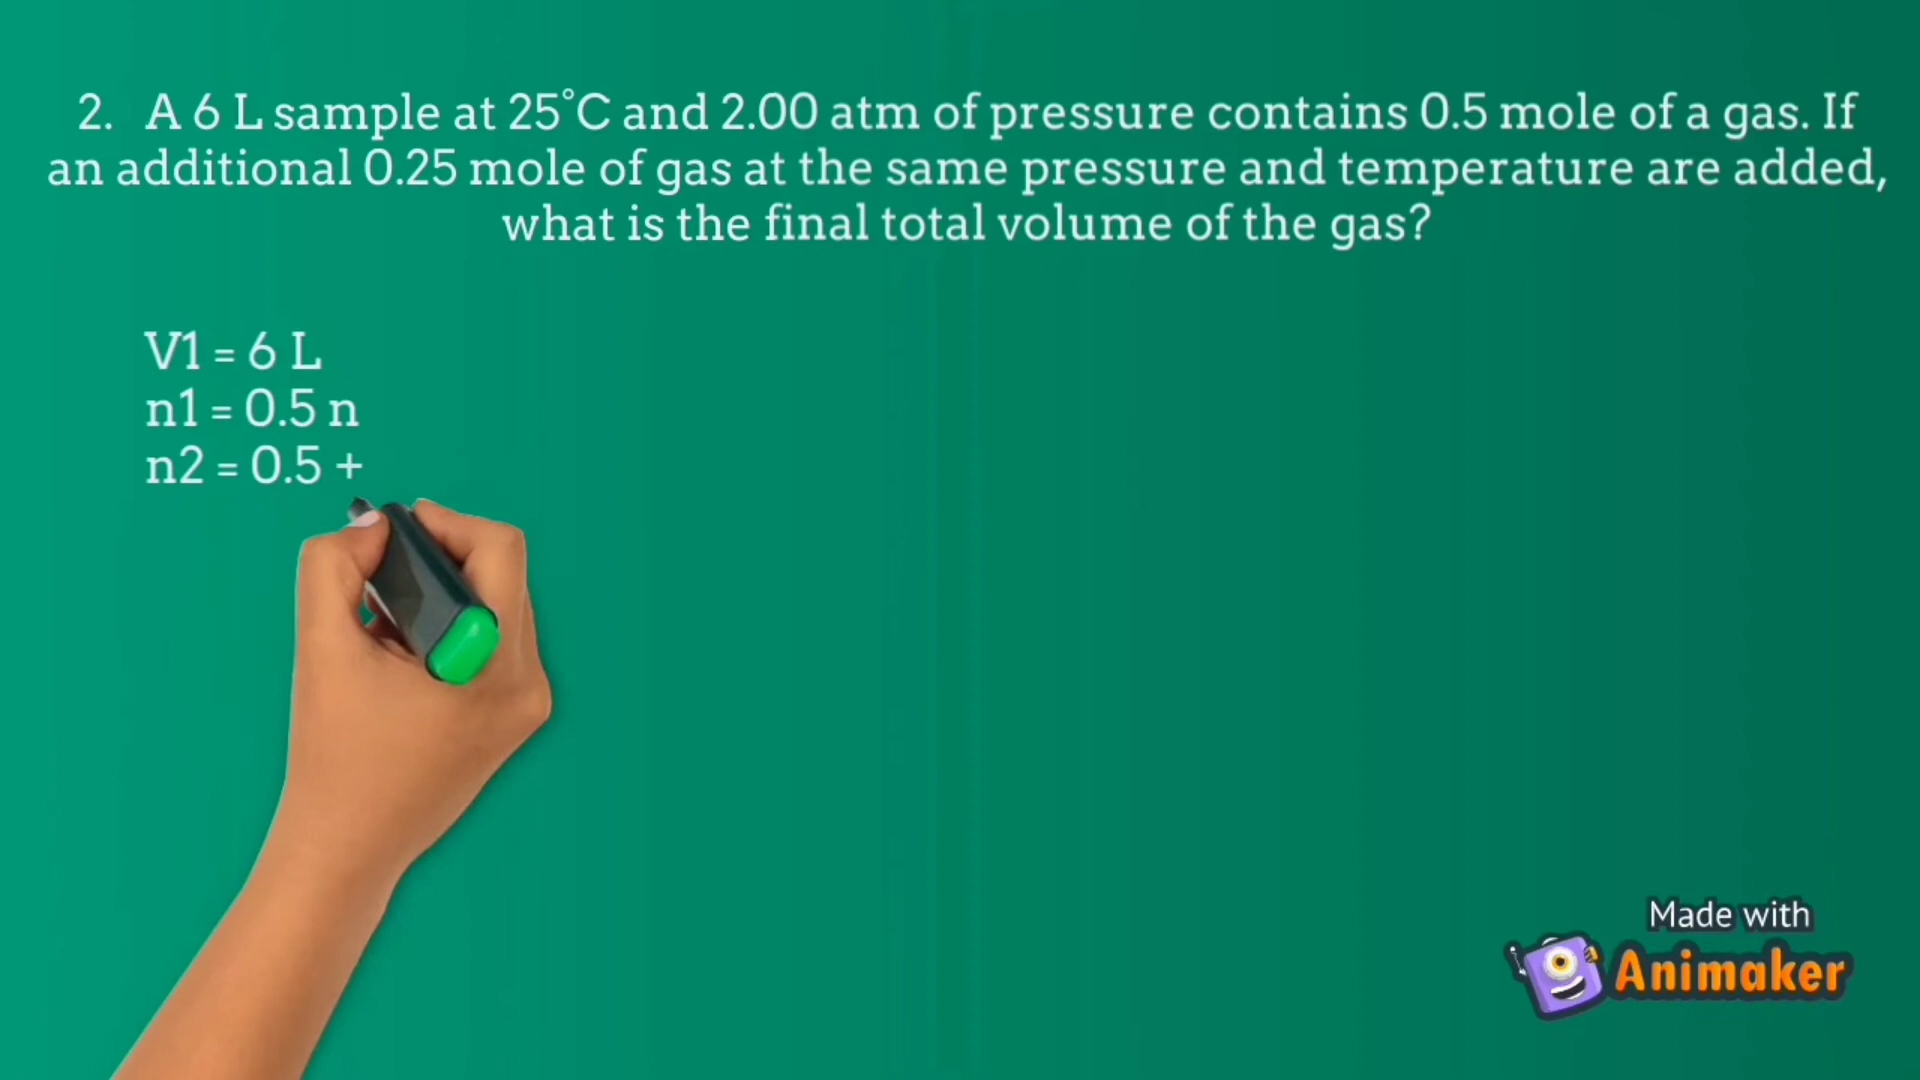 2. A 6 L sample at 25°C and 2.00 atm of pressure contains 0.5 mole of a gas. If
an additional 0.25 mole of gas at the same pressure and temperature are added,
what is the final total volume of the gas?
V1 = 6 L
n1 = 0.5 n
n2 = 0.5 +
Made with
Animaker